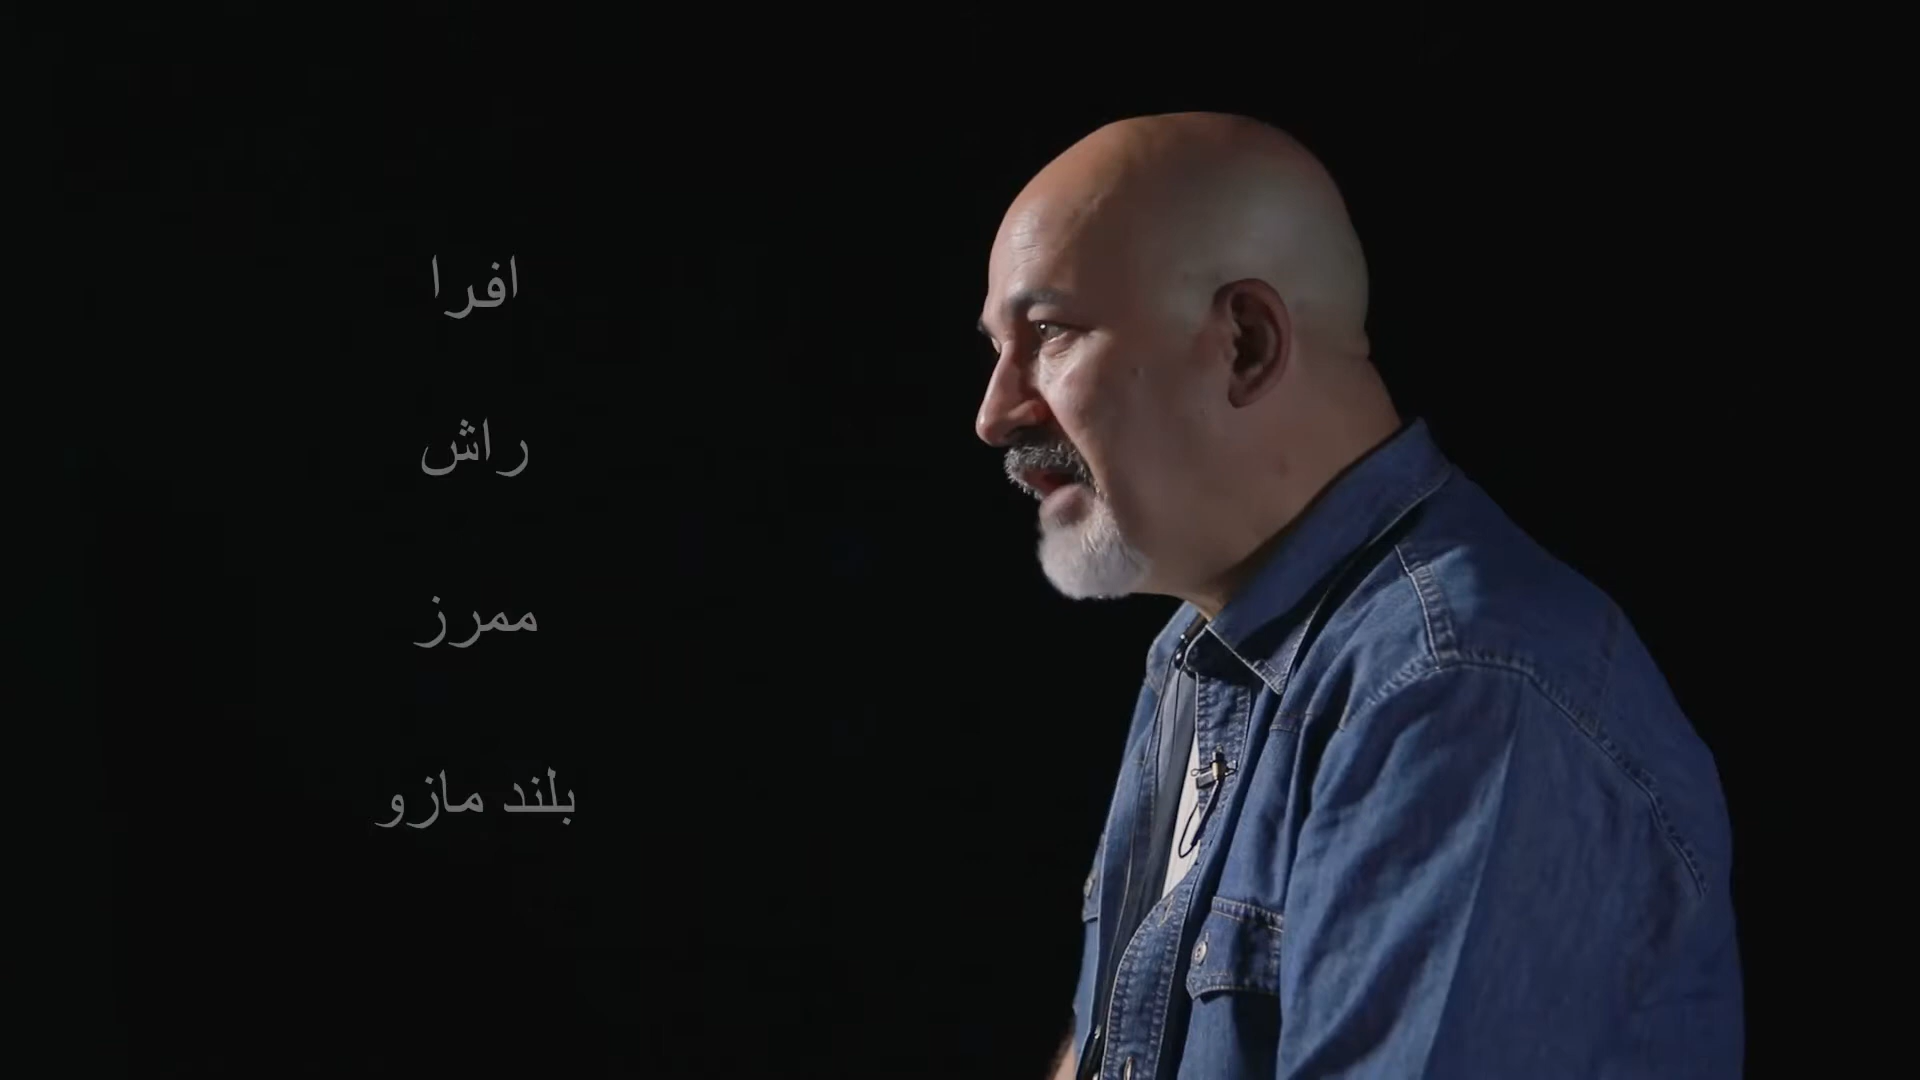 افرا
راش
ممرز
بلند مازو